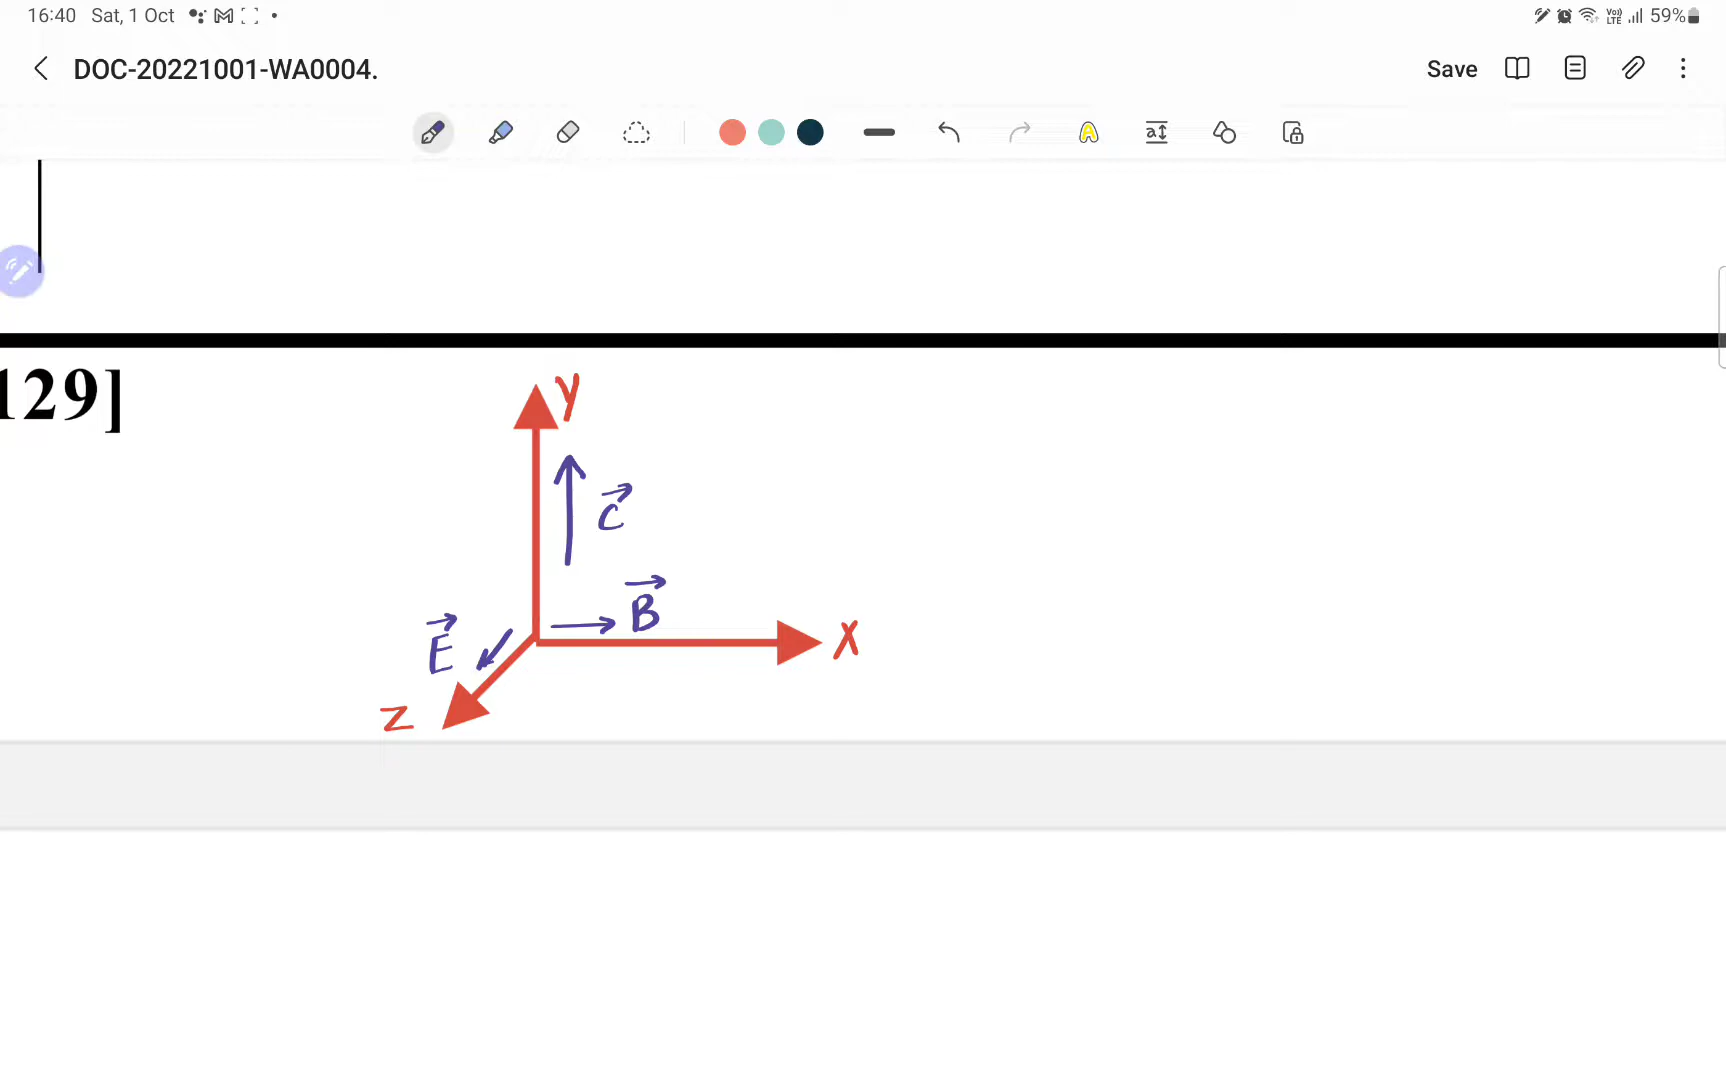 16:40 Sat, 1 Oct 59%
DOC-20221001-WA0004.
Save
129]
y
C
B
E
X
Z